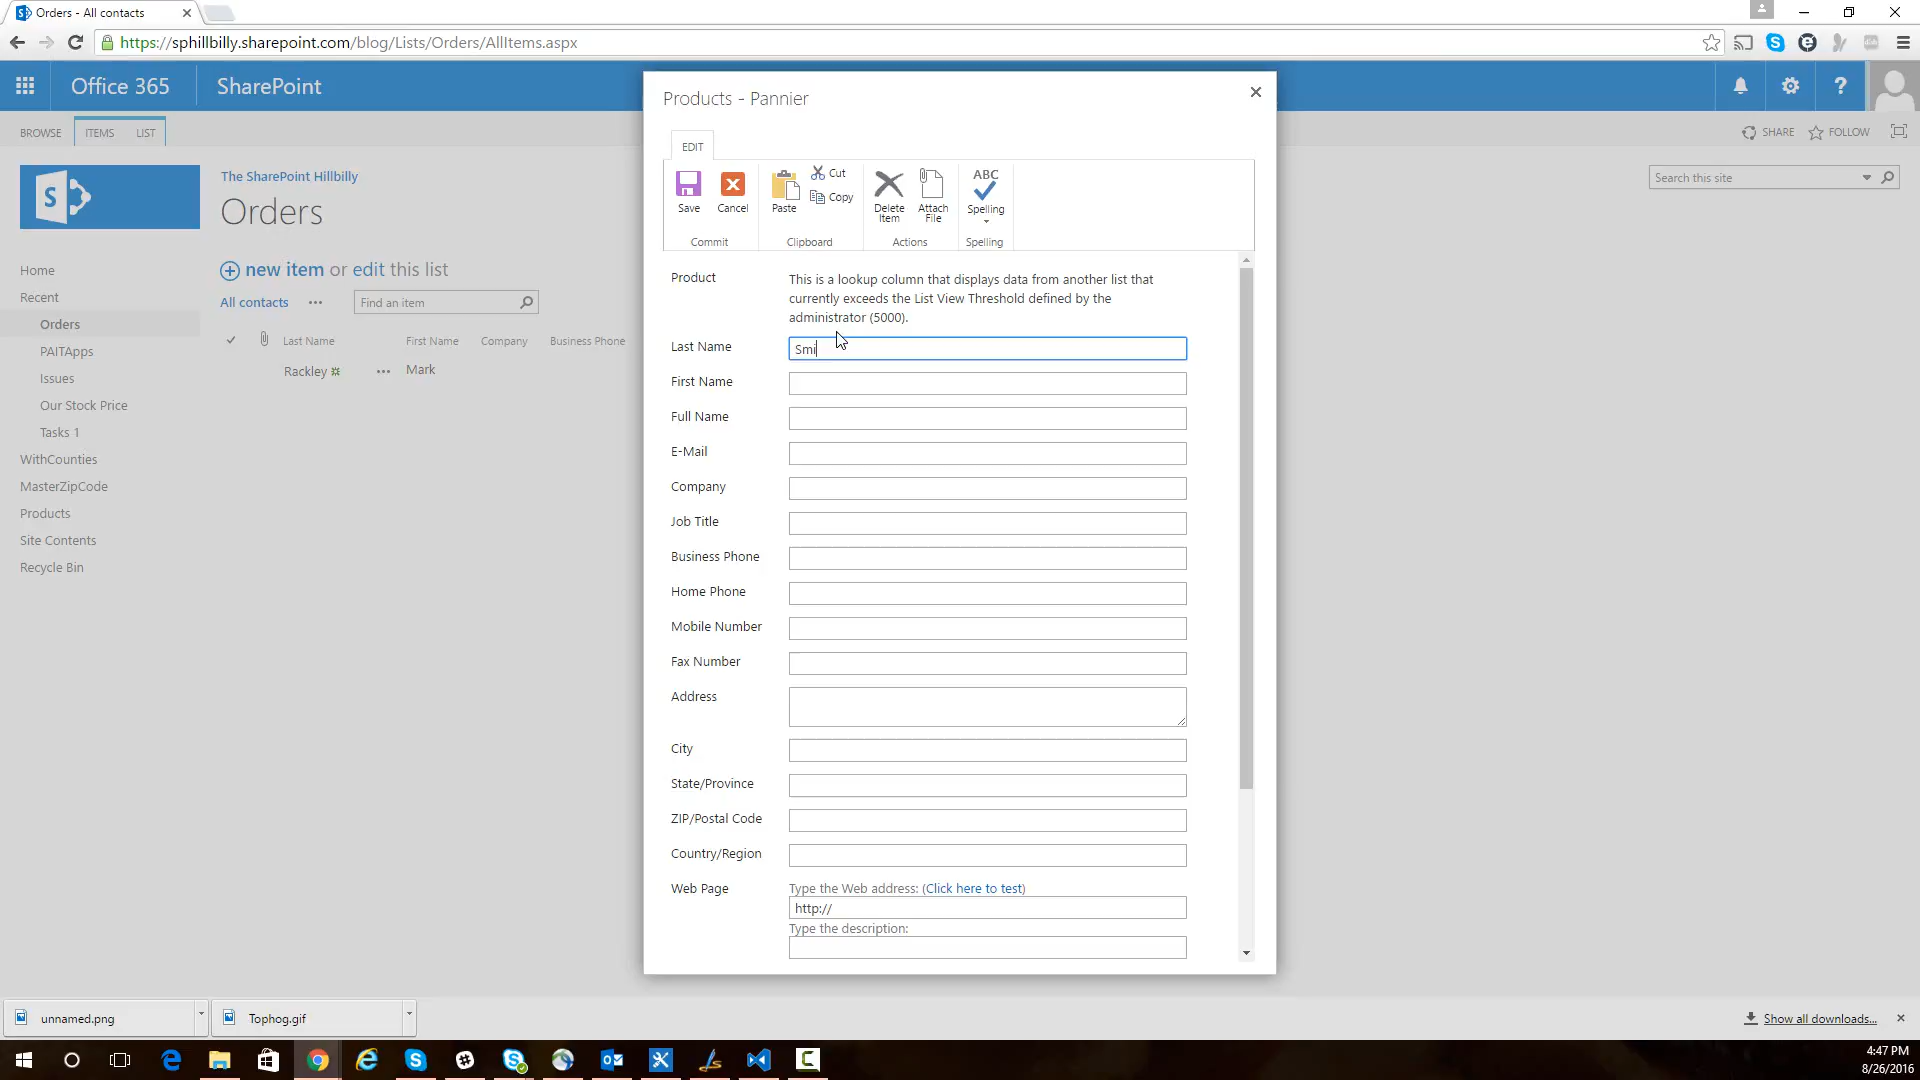 Orders - All contacts
https://sphillbilly.sharepoint.com/blog/Lists/Orders/AllItems.aspx
Office 365
SharePoint
?
BROWSE
ITEMS
LIST
SHARE
FOLLOW
The SharePoint Hillbilly
Orders
Search this site
new item or edit this list
All contacts
Find an item
Last Name
First Name
Company
Business Phone
Rackley
Mark
Home
Recent
Orders
PAITApps
Issues
Our Stock Price
Tasks 1
WithCounties
MasterZipCode
Products
Site Contents
Recycle Bin
Products - Pannier
EDIT
Save
Cancel
Commit
Paste
Cut
Copy
Clipboard
Delete
Item
Attach
File
Actions
ABC
Spelling
Spelling
Product
This is a lookup column that displays data from another list that
currently exceeds the List View Threshold defined by the
administrator (5000).
Last Name
Smi
First Name
Full Name
E-Mail
Company
Job Title
Business Phone
Home Phone
Mobile Number
Fax Number
Address
City
State/Province
ZIP/Postal Code
Country/Region
Web Page
Type the Web address: (Click here to test)
http://
Type the description:
unnamed.png
Tophog.gif
Show all downloads...
4:47 PM
8/26/2016